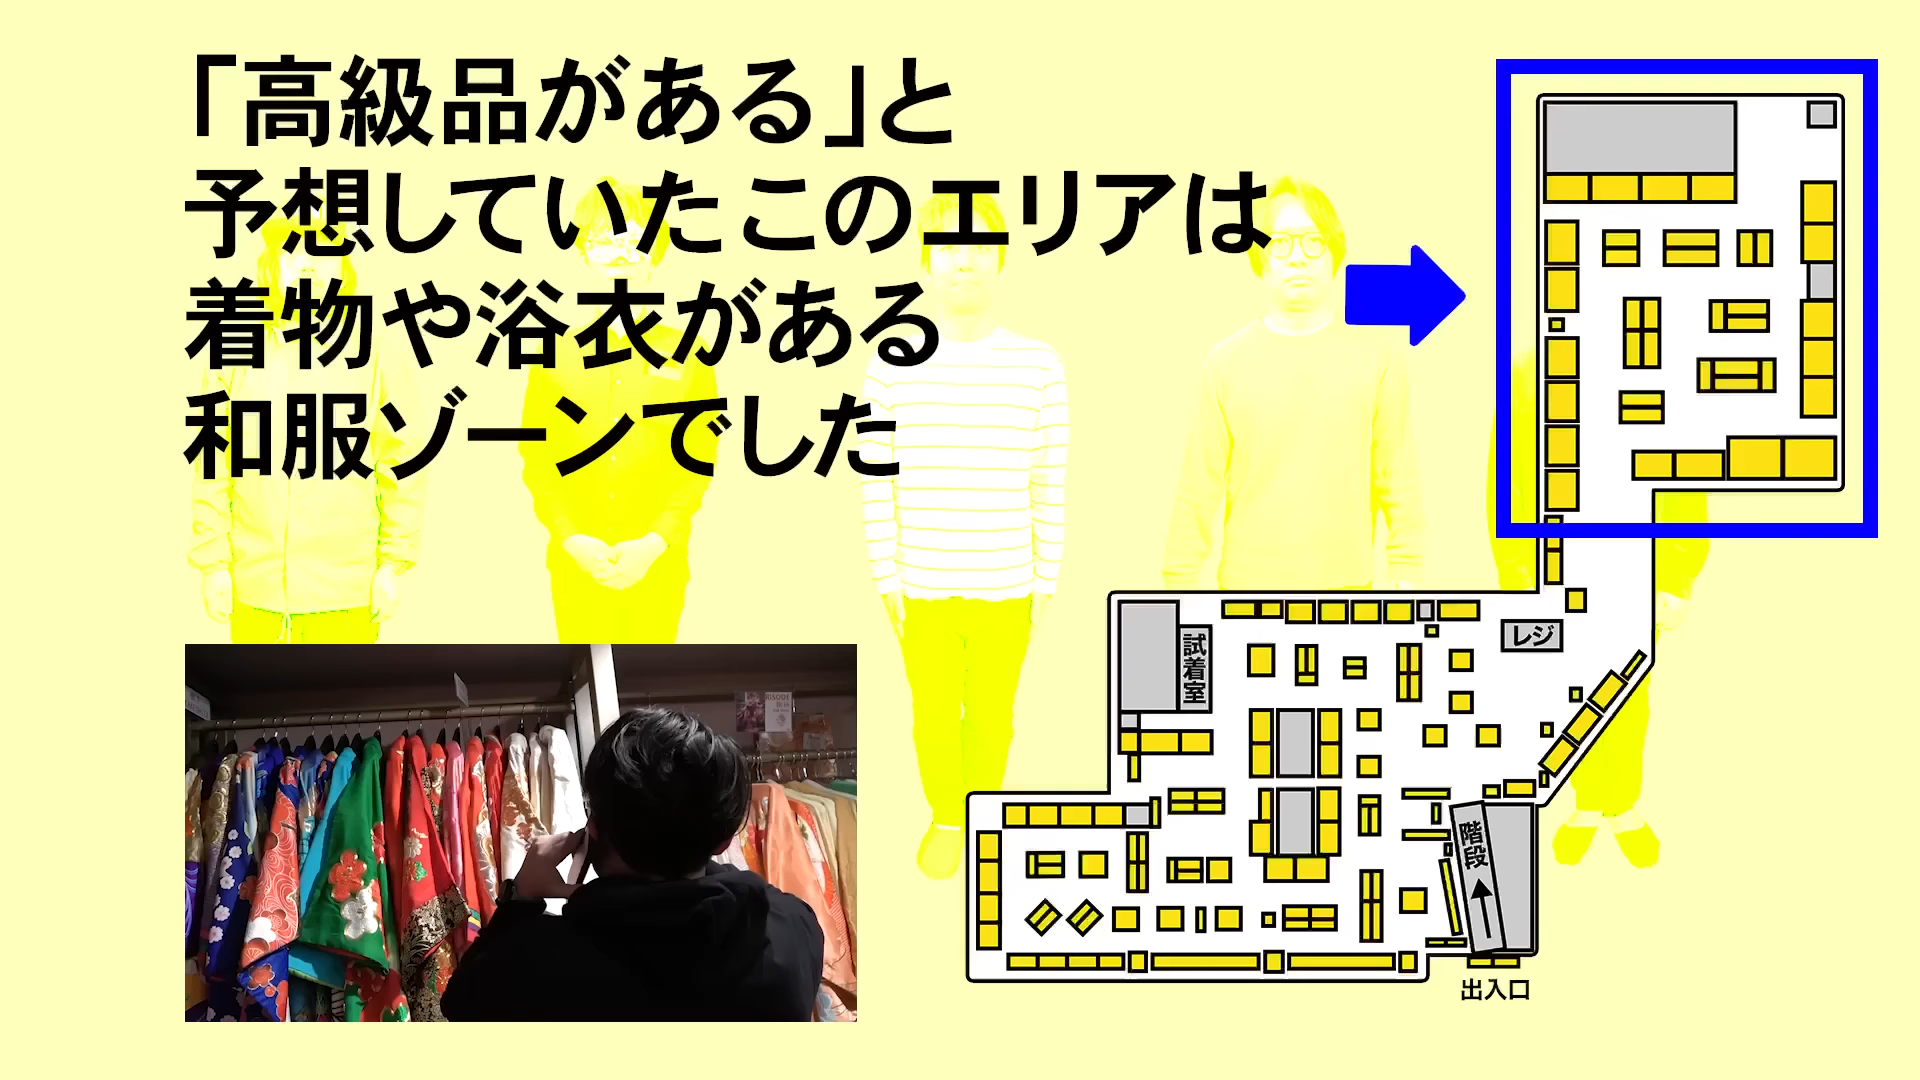 「高級品がある」と
予想していたこのエリアは
着物や浴衣がある
和服ゾーンでした
レジ
試着室
階段
出入口